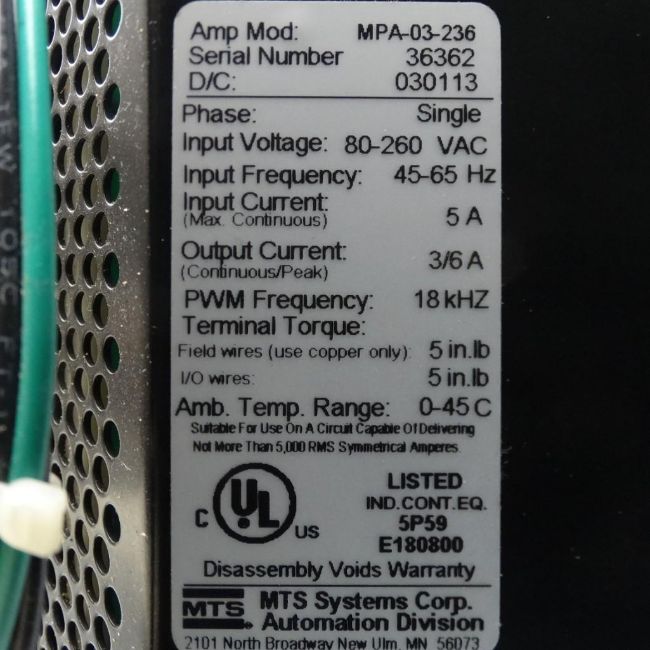 Amp Mod: MPA-03-236
Serial Number 36362
D/C: 030113
Phase: Single
Input Voltage: 80-260 VAC
Input Frequency: 45-65 Hz
Input Current: 5 A
(Max. Continuous)
Output Current: 3/6 A
(Continuous/Peak)
PWM Frequency: 18 kHZ
Terminal Torque:
Field wires (use copper only): 5 in.lb
I/O wires: 5 in.lb
Amb. Temp. Range: 0-45 C
Suitable For Use On A Circuit Capable Of Delivering
Not More Than 5,000 RMS Symmetrical Amperes
C UL US
LISTED
IND.CONT.EQ.
5P59
E180800
Disassembly Voids Warranty
MTS MTS Systems Corp.
Automation Division
2101 North Broadway New Ulm, MN 56073